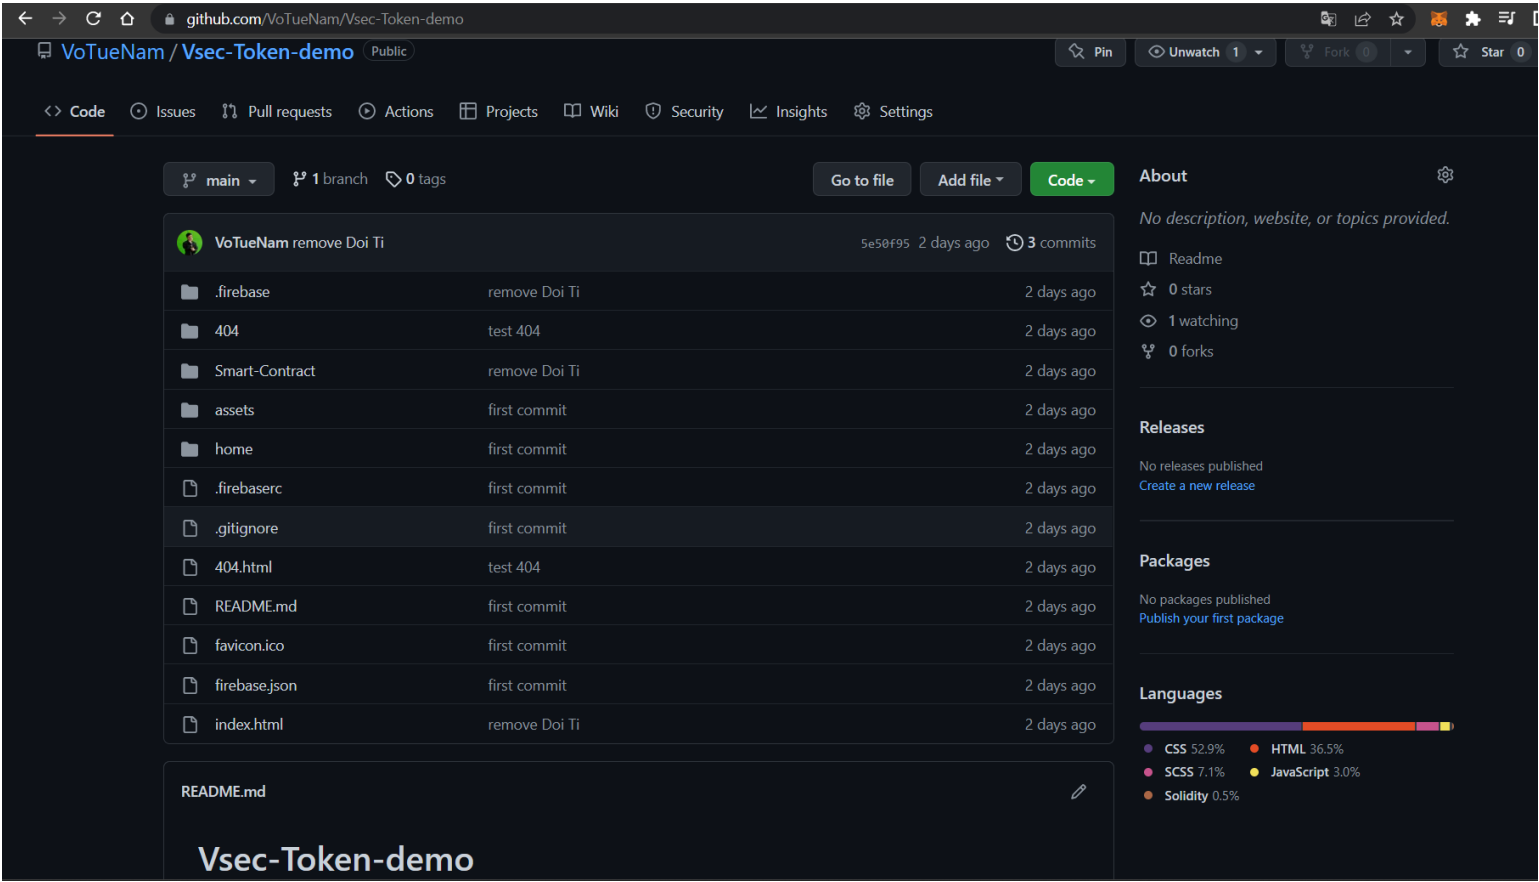 github.com/VoTueNam/Vsec-Token-demo
VoTueNam / Vsec-Token-demo Public
Pin
Unwatch 1
Fork 0
Star 0
Code
Issues
Pull requests
Actions
Projects
Wiki
Security
Insights
Settings
main
1 branch
0 tags
Go to file
Add file
Code
VoTueNam remove Doi Ti 5e50f95 2 days ago 3 commits
.firebase remove Doi Ti 2 days ago
404 test 404 2 days ago
Smart-Contract remove Doi Ti 2 days ago
assets first commit 2 days ago
home first commit 2 days ago
.firebaserc first commit 2 days ago
.gitignore first commit 2 days ago
404.html test 404 2 days ago
README.md first commit 2 days ago
favicon.ico first commit 2 days ago
firebase.json first commit 2 days ago
index.html remove Doi Ti 2 days ago
README.md
Vsec-Token-demo
About
No description, website, or topics provided.
Readme
0 stars
1 watching
0 forks
Releases
No releases published
Create a new release
Packages
No packages published
Publish your first package
Languages
CSS 52.9% HTML 36.5%
SCSS 7.1% JavaScript 3.0%
Solidity 0.5%